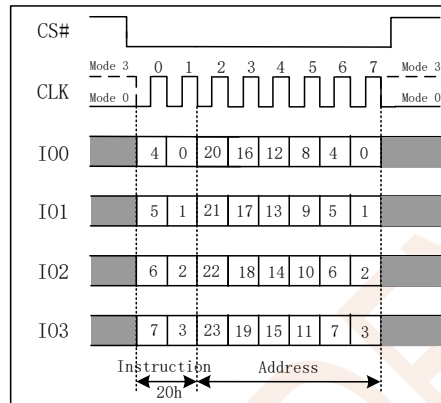 CS#
Mode 3 0 1 2 3 4 5 6 7 Mode 3
CLK
Mode 0 Mode 0
IO0 4 0 20 16 12 8 4 0
IO1 5 1 21 17 13 9 5 1
IO2 6 2 22 18 14 10 6 2
IO3 7 3 23 19 15 11 7 3
Instruction Address
20h